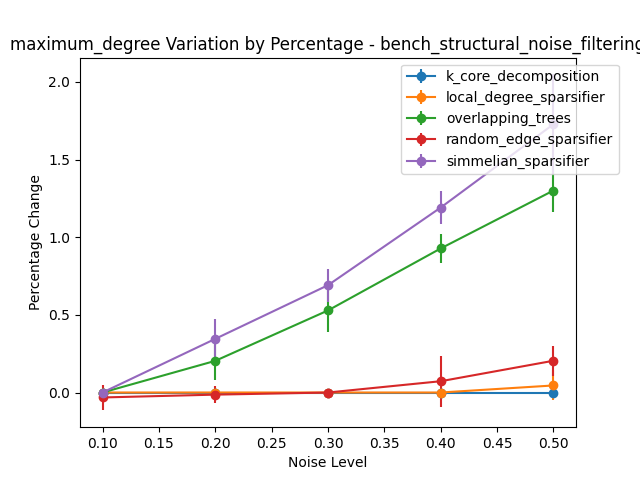 maximum_degree Variation by Percentage - bench_structural_noise_filtering
k_core_decomposition
local_degree_sparsifier
overlapping_trees
random_edge_sparsifier
simmelian_sparsifier
Percentage Change
2.0
1.5
1.0
0.5
0.0
0.10 0.15 0.20 0.25 0.30 0.35 0.40 0.45 0.50
Noise Level